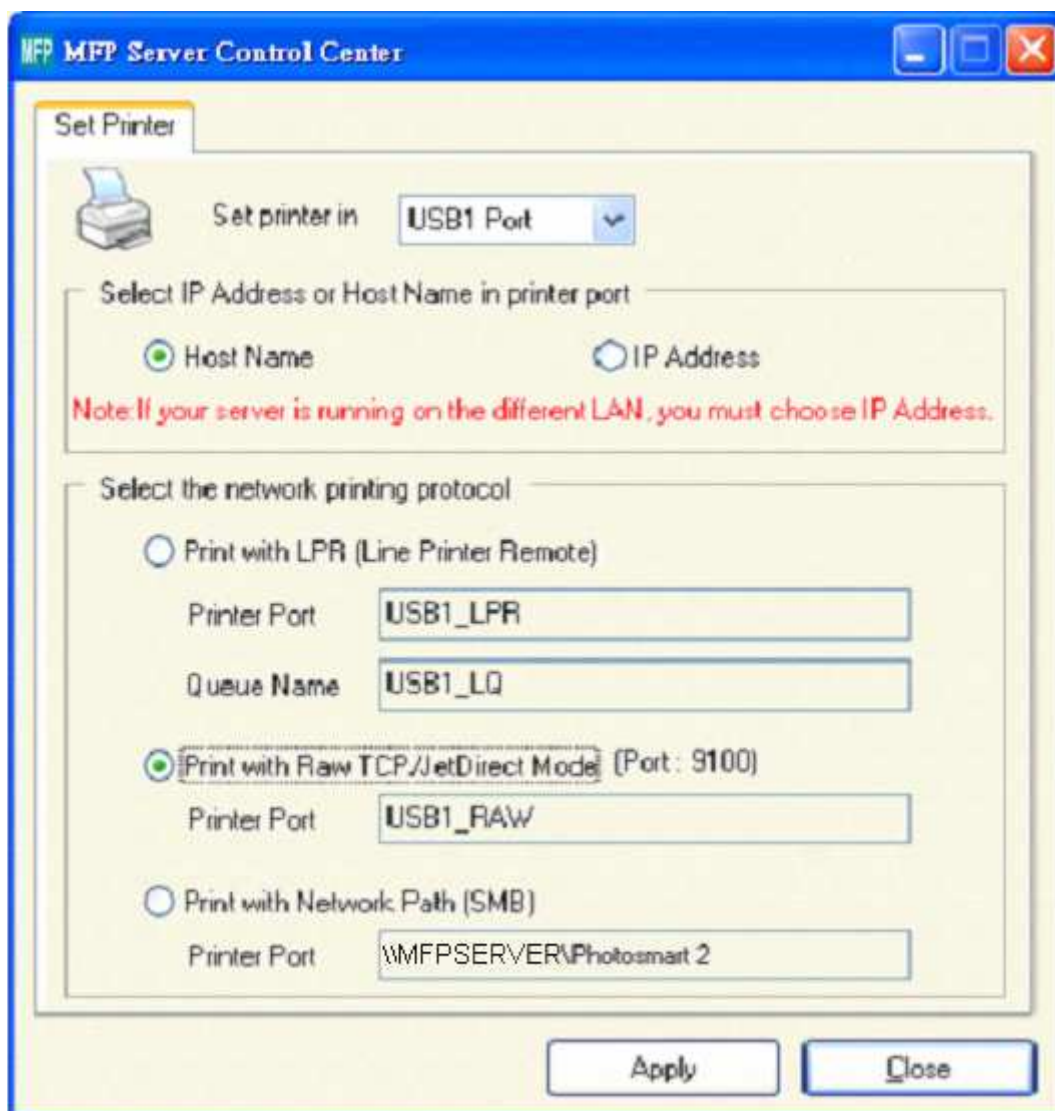 MFP MFP Server Control Center
Set Printer
Set printer in USB1 Port
Select IP Address or Host Name in printer port
Host Name IP Address
Note:If your server is running on the different LAN, you must choose IP Address.
Select the network printing protocol
Print with LPR (Line Printer Remote)
Printer Port USB1_LPR
Queue Name USB1_LQ
Print with Raw TCP/JetDirect Mode (Port : 9100)
Printer Port USB1_RAW
Print with Network Path (SMB)
Printer Port \\MFPSERVER\Photosmart 2
Apply Close